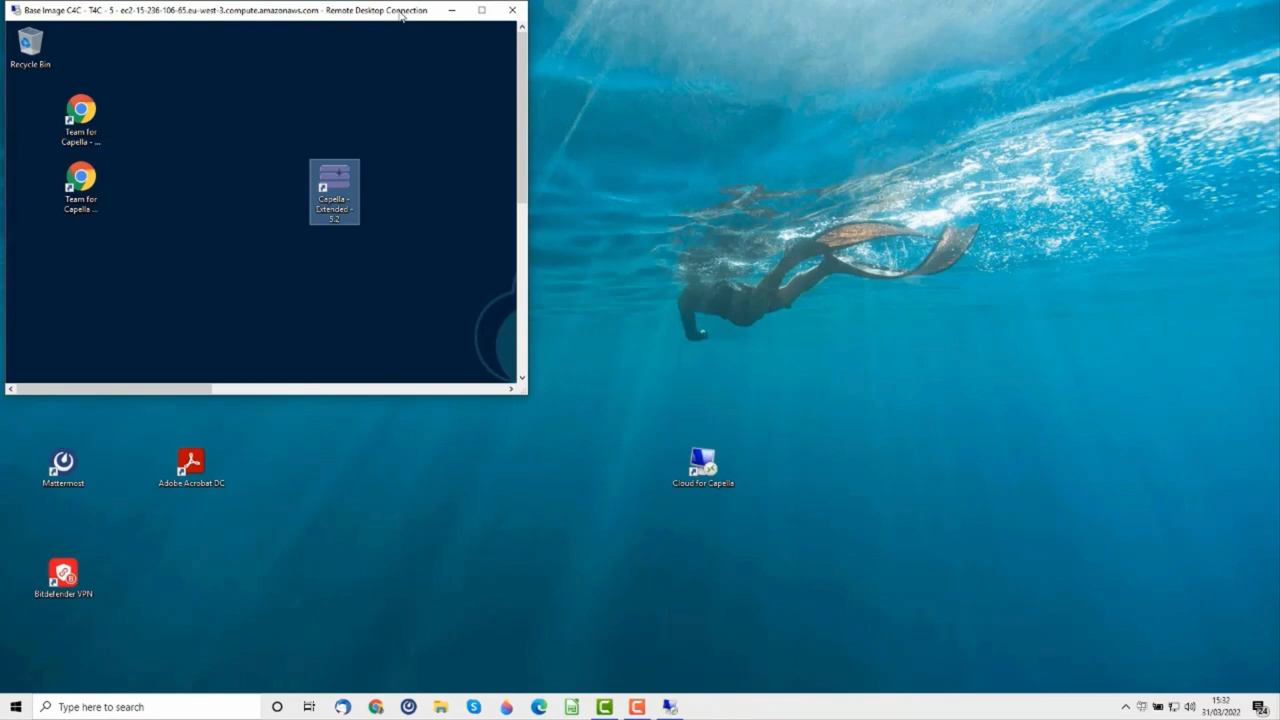 Base Image C4C - T4C - 5 - ec2-15-236-106-65.eu-west-3.compute.amazonaws.com - Remote Desktop Connection
Recycle Bin
Team for
Capella - ...
Team for
Capella ...
Capella -
Extended -
5.2
Mattermost
Adobe Acrobat DC
Cloud for Capella
Bitdefender VPN
Type here to search
15:32
31/03/2022
24